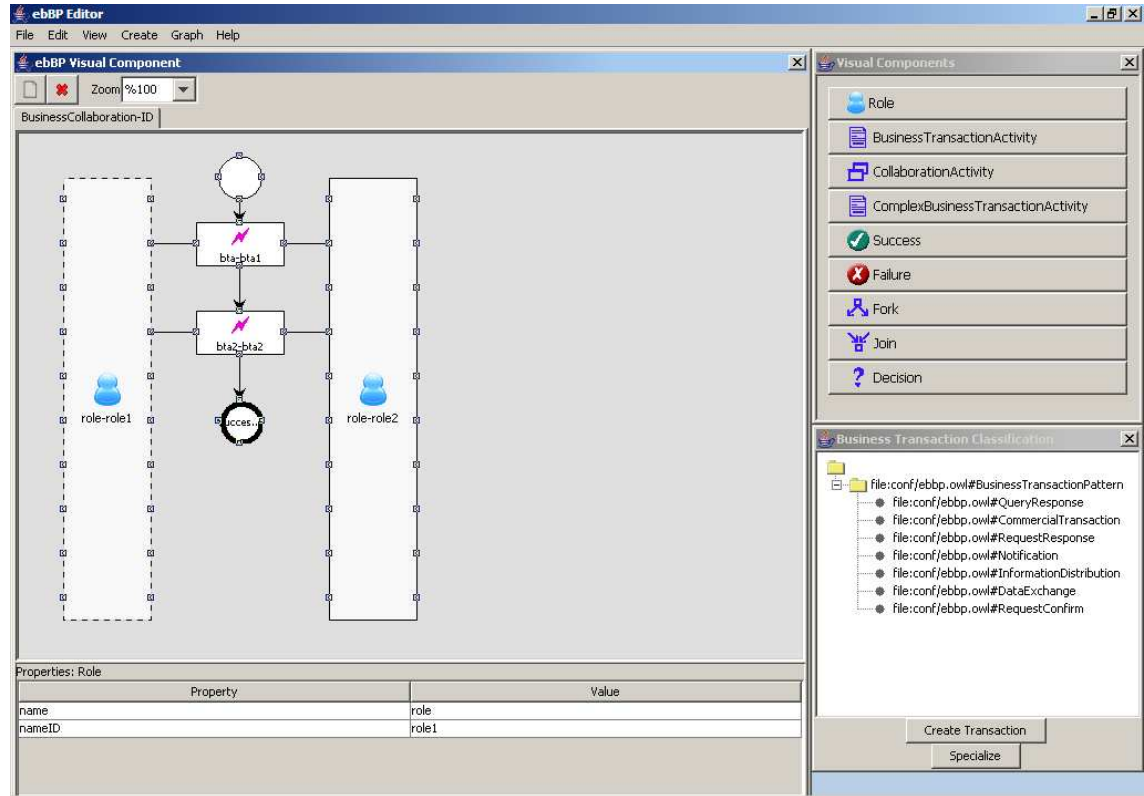 ebBP Editor
File Edit View Create Graph Help
ebBP Visual Component
Zoom %100
BusinessCollaboration-ID
bta-bta1
bta2-bta2
Succes...
role-role1
role-role2
Properties: Role
Property Value
name role
nameID role1
Visual Components
Role
BusinessTransactionActivity
CollaborationActivity
ComplexBusinessTransactionActivity
Success
Failure
Fork
Join
Decision
Business Transaction Classification
file:conf/ebbp.owl#BusinessTransactionPattern
file:conf/ebbp.owl#QueryResponse
file:conf/ebbp.owl#CommercialTransaction
file:conf/ebbp.owl#RequestResponse
file:conf/ebbp.owl#Notification
file:conf/ebbp.owl#InformationDistribution
file:conf/ebbp.owl#DataExchange
file:conf/ebbp.owl#RequestConfirm
Create Transaction
Specialize